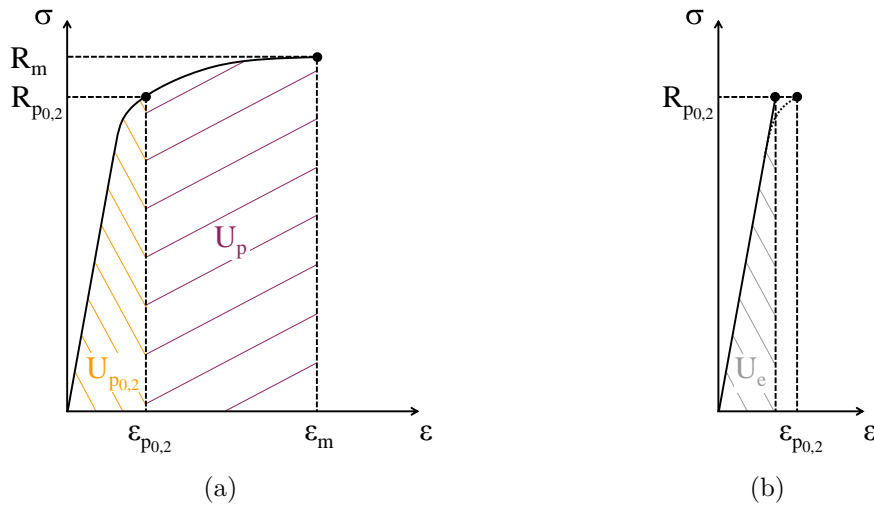 σ
R_m
R_p0,2
U_p
U_p0,2
ε_p0,2
ε_m
ε
(a)
σ
R_p0,2
U_e
ε_p0,2
ε
(b)